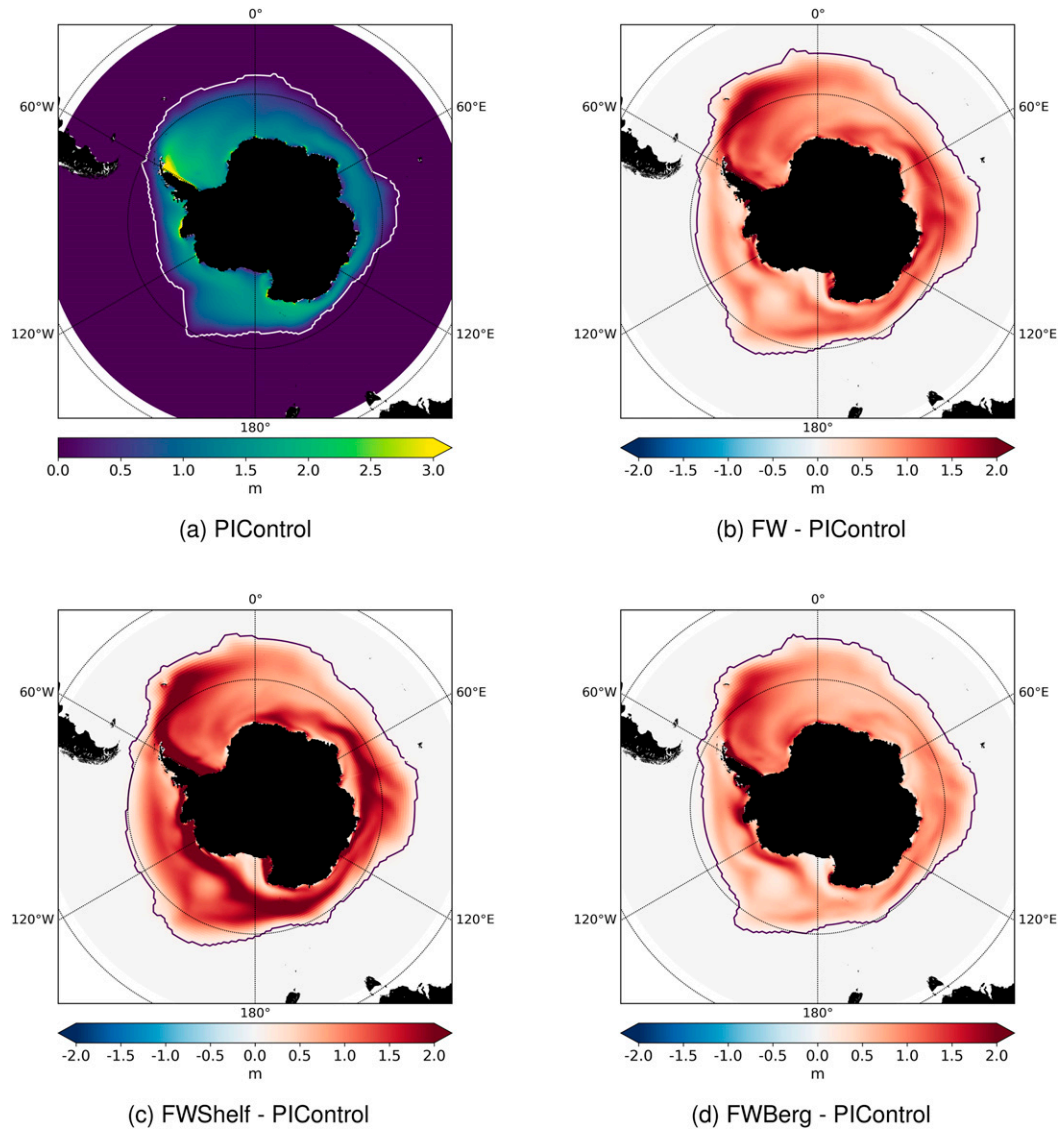 0°
0°
60°W
60°E
60°W
60°E
120°W
120°E
120°W
120°E
180°
180°
0.0 0.5 1.0 1.5 2.0 2.5 3.0
-2.0 -1.5 -1.0 -0.5 0.0 0.5 1.0 1.5 2.0
m
m
(a) PIControl
(b) FW - PIControl
0°
0°
60°W
60°E
60°W
60°E
120°W
120°E
120°W
120°E
180°
180°
-2.0 -1.5 -1.0 -0.5 0.0 0.5 1.0 1.5 2.0
-2.0 -1.5 -1.0 -0.5 0.0 0.5 1.0 1.5 2.0
m
m
(c) FWShelf - PIControl
(d) FWBerg - PIControl